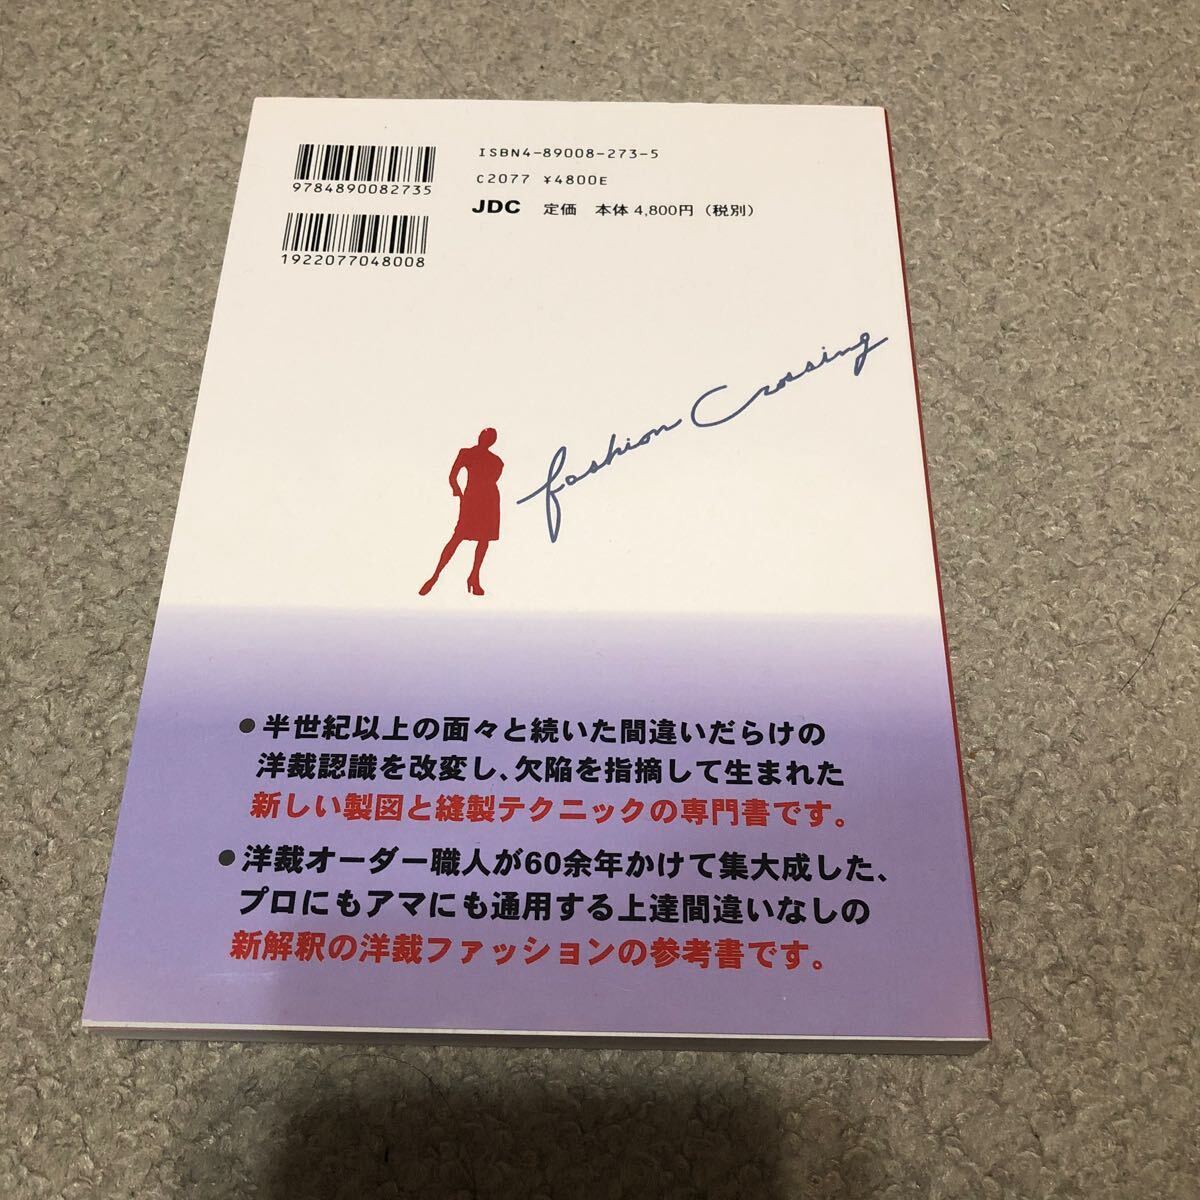 9784890082735
1922077048008
ISBN4-89008-273-5
C2077 ¥4800E
JDC 定価 本体 4,800円（税別）
fashion Crossing
●半世紀以上の面々と続いた間違いだらけの
洋裁認識を改変し、欠陥を指摘して生まれた
新しい製図と縫製テクニックの専門書です。
●洋裁オーダー職人が60余年かけて集大成した、
プロにもアマにも通用する上達間違いなしの
新解釈の洋裁ファッションの参考書です。